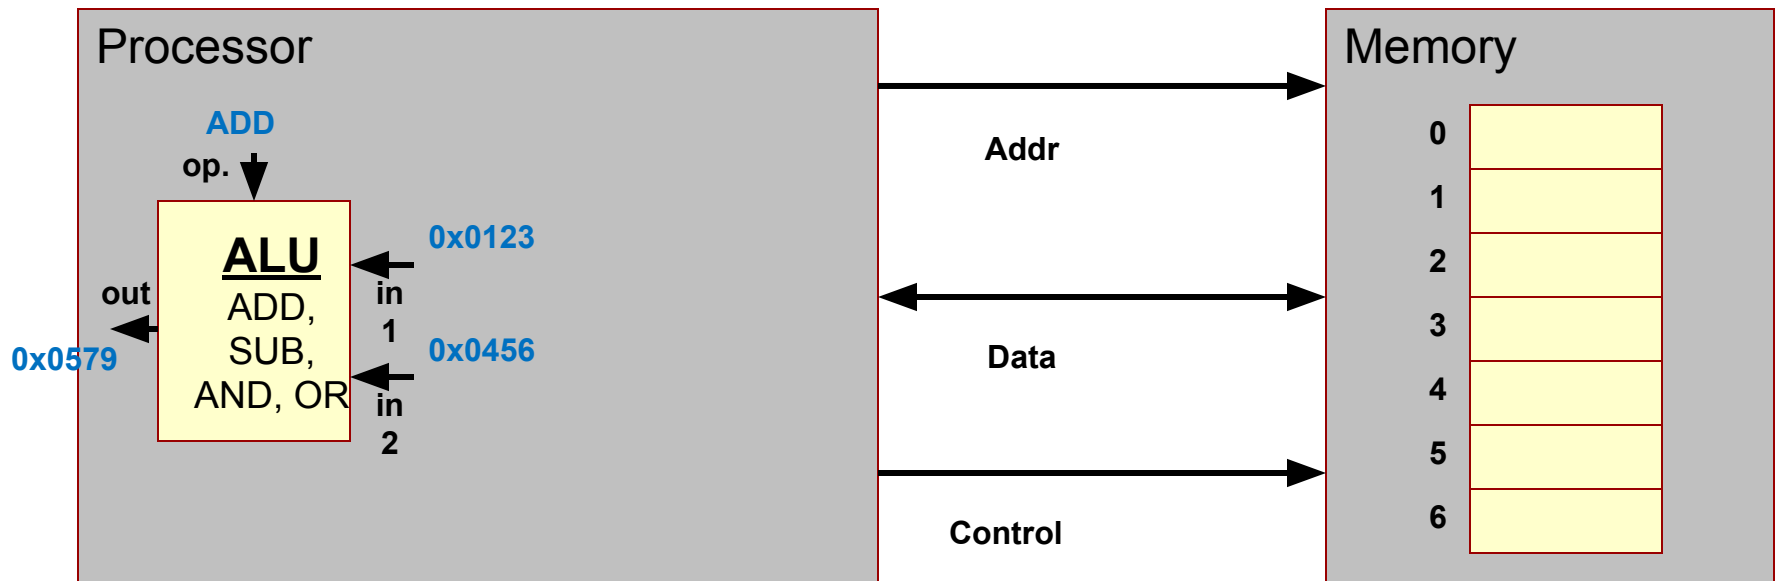 Processor
ADD
op.
ALU
ADD,
SUB,
AND, OR
out
0x0579
in
1
0x0123
in
2
0x0456
Addr
Data
Control
Memory
0
1
2
3
4
5
6